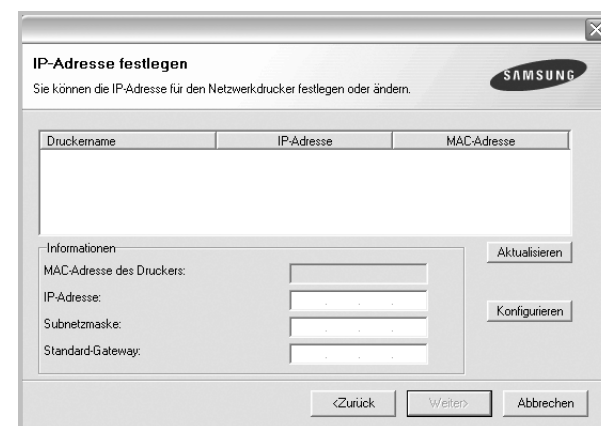 IP-Adresse festlegen
Sie können die IP-Adresse für den Netzwerkdrucker festlegen oder ändern.
SAMSUNG
Druckername IP-Adresse MAC-Adresse
Informationen
MAC-Adresse des Druckers:
IP-Adresse:
Subnetzmaske:
Standard-Gateway:
Aktualisieren
Konfigurieren
<Zurück Weiter> Abbrechen